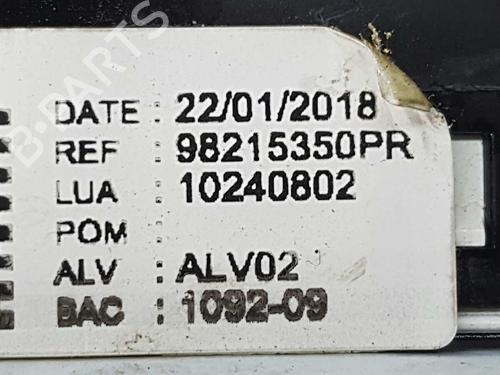 DATE : 22/01/2018
REF : 98215350PR
LUA : 10240802
POM :
ALV : ALV02
BAC : 1092-09
B-PARTS